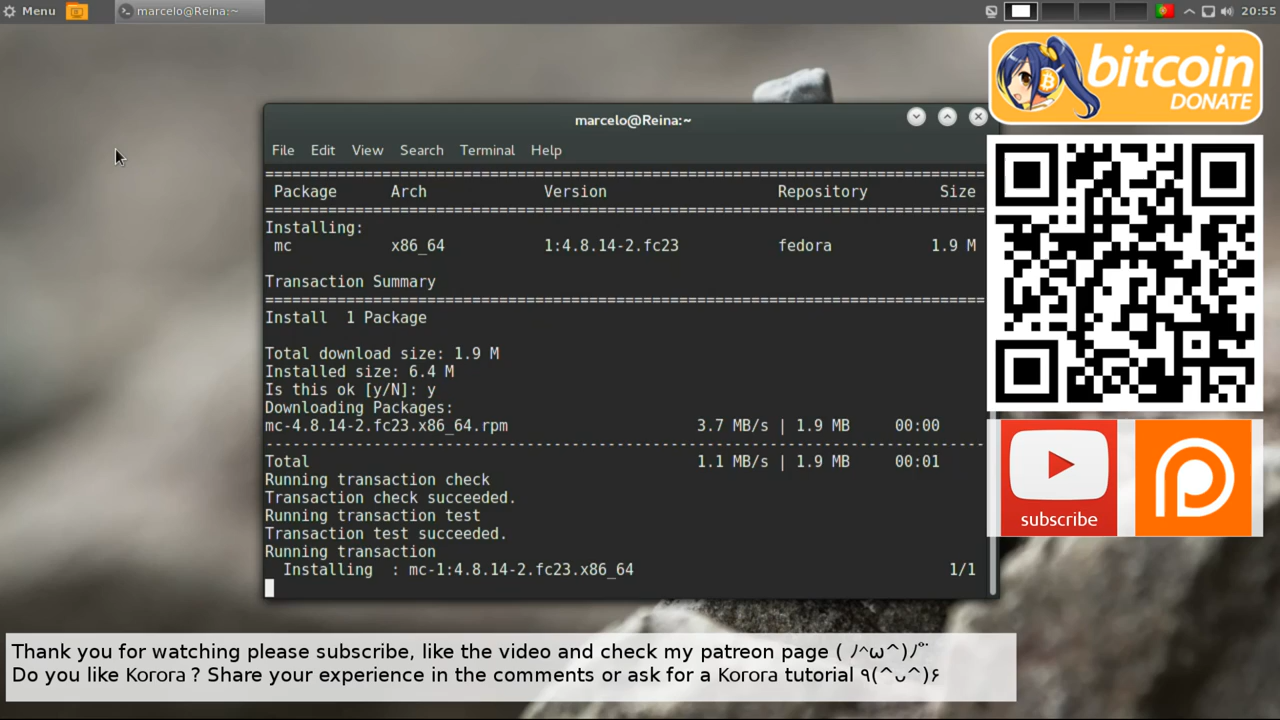 Menu
marcelo@Reina:~
20:55
bitcoin
DONATE
marcelo@Reina:~
File Edit View Search Terminal Help
================================================================================
Package Arch Version Repository Size
================================================================================
Installing:
mc x86_64 1:4.8.14-2.fc23 fedora 1.9 M
Transaction Summary
================================================================================
Install 1 Package
Total download size: 1.9 M
Installed size: 6.4 M
Is this ok [y/N]: y
Downloading Packages:
mc-4.8.14-2.fc23.x86_64.rpm 3.7 MB/s | 1.9 MB 00:00
--------------------------------------------------------------------------------
Total 1.1 MB/s | 1.9 MB 00:01
Running transaction check
Transaction check succeeded.
Running transaction test
Transaction test succeeded.
Running transaction
Installing : mc-1:4.8.14-2.fc23.x86_64 1/1
subscribe
Thank you for watching please subscribe, like the video and check my patreon page ( ﾉ^ω^)ﾉﾟ
Do you like Korora ? Share your experience in the comments or ask for a Korora tutorial ٩(^ᴗ^)۶